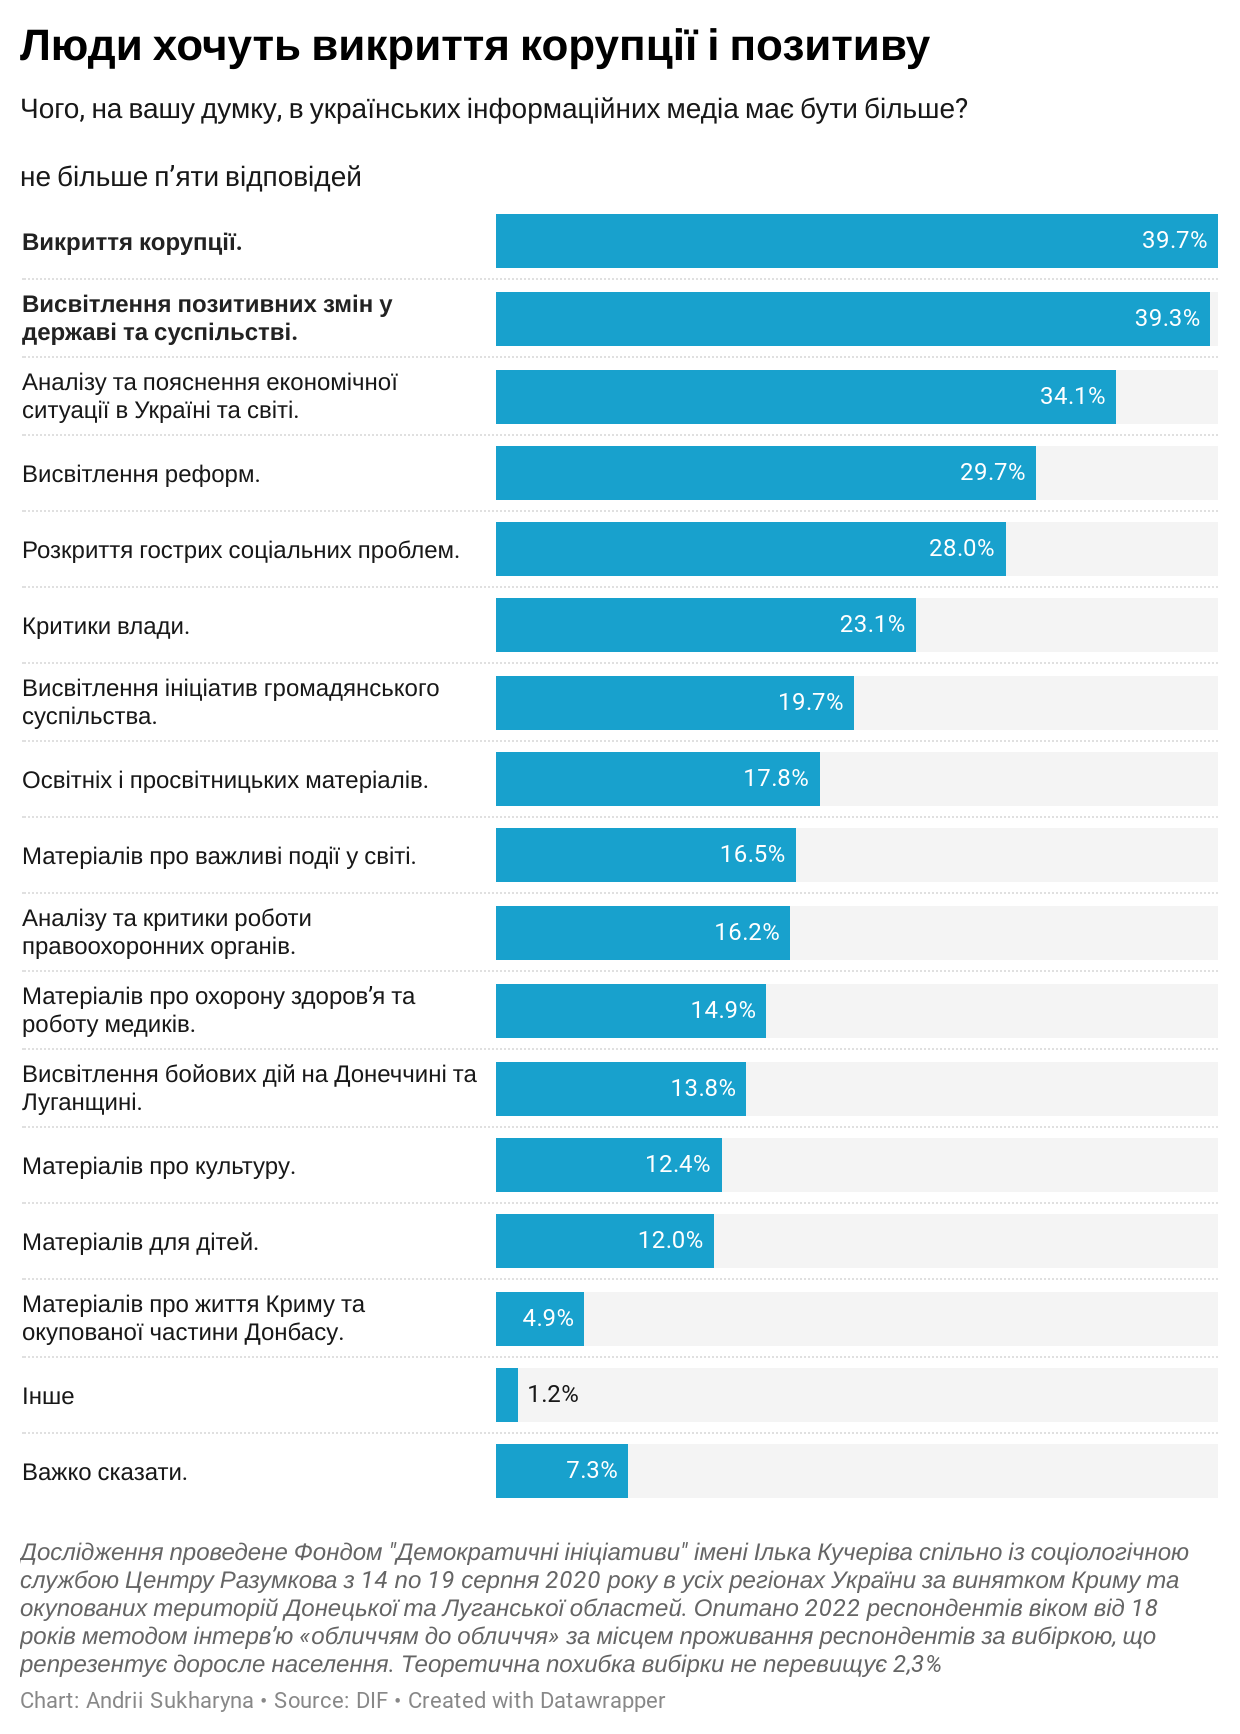 Люди хочуть викриття корупції і позитиву
Чого, на вашу думку, в українських інформаційних медіа має бути більше?
не більше п’яти відповідей
Викриття корупції.
39.7%
Висвітлення позитивних змін у
державі та суспільстві.
39.3%
Аналізу та пояснення економічної
ситуації в Україні та світі.
34.1%
Висвітлення реформ.
29.7%
Розкриття гострих соціальних проблем.
28.0%
Критики влади.
23.1%
Висвітлення ініціатив громадянського
суспільства.
19.7%
Освітніх і просвітницьких матеріалів.
17.8%
Матеріалів про важливі події у світі.
16.5%
Аналізу та критики роботи
правоохоронних органів.
16.2%
Матеріалів про охорону здоров’я та
роботу медиків.
14.9%
Висвітлення бойових дій на Донеччині та
Луганщині.
13.8%
Матеріалів про культуру.
12.4%
Матеріалів для дітей.
12.0%
Матеріалів про життя Криму та
окупованої частини Донбасу.
4.9%
Інше
1.2%
Важко сказати.
7.3%
Дослідження проведене Фондом "Демократичні ініціативи" імені Ілька Кучеріва спільно із соціологічною
службою Центру Разумкова з 14 по 19 серпня 2020 року в усіх регіонах України за винятком Криму та
окупованих територій Донецької та Луганської областей. Опитано 2022 респондентів віком від 18
років методом інтерв’ю «обличчям до обличчя» за місцем проживання респондентів за вибіркою, що
репрезентує доросле населення. Теоретична похибка вибірки не перевищує 2,3%
Chart: Andrii Sukharyna • Source: DIF • Created with Datawrapper